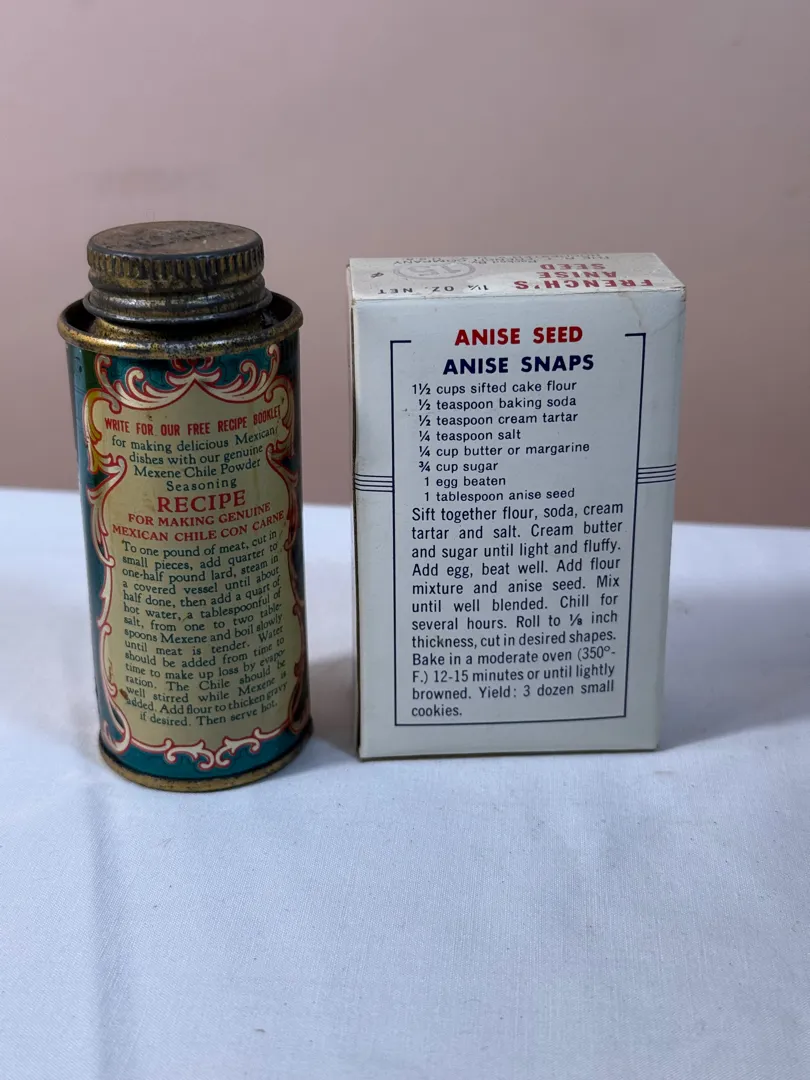 WRITE FOR OUR FREE RECIPE BOOKLET
for making delicious Mexican
dishes with our genuine
Mexene Chile Powder
Seasoning
RECIPE
FOR MAKING GENUINE
MEXICAN CHILE CON CARNE
To one pound of meat, cut in
small pieces, add quarter to
one-half pound lard, steam in
a covered vessel until about
half done, then add a quart of
hot water, a tablespoonful of
salt, from one to two table-
spoons Mexene and boil slowly
until meat is tender. Water
should be added from time to
time to make up loss by evapo-
ration. The Chile should be
well stirred while Mexene is
added. Add flour to thicken gravy
if desired. Then serve hot.
FRENCH'S
ANISE
SEED
1¼ OZ. NET
15
ANISE SEED
ANISE SNAPS
1½ cups sifted cake flour
½ teaspoon baking soda
½ teaspoon cream tartar
¼ teaspoon salt
¼ cup butter or margarine
¾ cup sugar
1 egg beaten
1 tablespoon anise seed
Sift together flour, soda, cream
tartar and salt. Cream butter
and sugar until light and fluffy.
Add egg, beat well. Add flour
mixture and anise seed. Mix
until well blended. Chill for
several hours. Roll to ⅛ inch
thickness, cut in desired shapes.
Bake in a moderate oven (350°-
F.) 12-15 minutes or until lightly
browned. Yield: 3 dozen small
cookies.